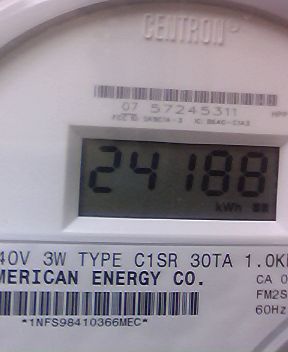 CENTRON®
07 57245311
24188
kWh
40V 3W TYPE C1SR 30TA 1.0K
MERICAN ENERGY CO.
CA 0
FM2S
60Hz
*1NFS98410366MEC*